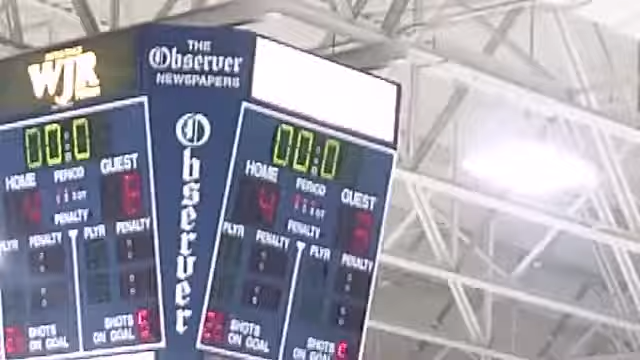 WJR
THE
Observer
NEWSPAPERS
Observer
00:0
HOME
PERIOD
GUEST
PENALTY
PLYR PENALTY PLYR PENALTY
SHOTS
ON GOAL
SHOTS
ON GOAL
00:0
HOME
PERIOD
GUEST
4
PENALTY
PLYR PENALTY PLYR PENALTY
SHOTS
ON GOAL
SHOTS
ON GOAL